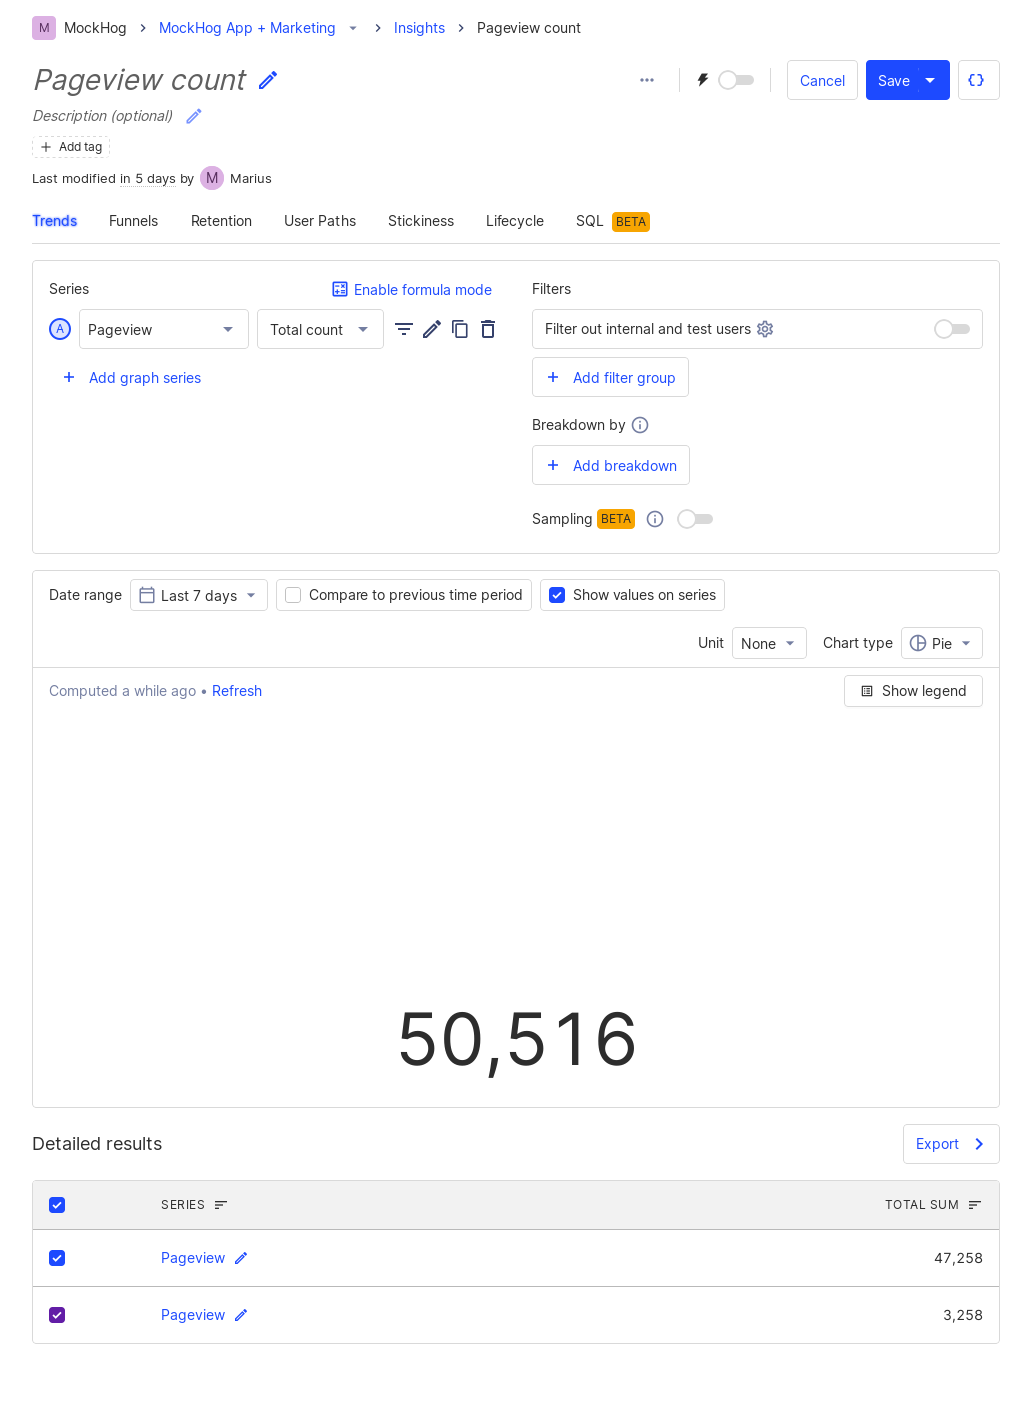 M MockHog MockHog App + Marketing Insights Pageview count
Pageview count
Cancel Save
Description (optional)
Add tag
Last modified in 5 days by M Marius
Trends Funnels Retention User Paths Stickiness Lifecycle SQL BETA
Series Enable formula mode
A Pageview Total count
Add graph series
Filters
Filter out internal and test users
Add filter group
Breakdown by
Add breakdown
Sampling BETA
Date range Last 7 days Compare to previous time period Show values on series
Unit None Chart type Pie
Computed a while ago • Refresh Show legend
50,516
Detailed results Export
SERIES TOTAL SUM
Pageview 47,258
Pageview 3,258